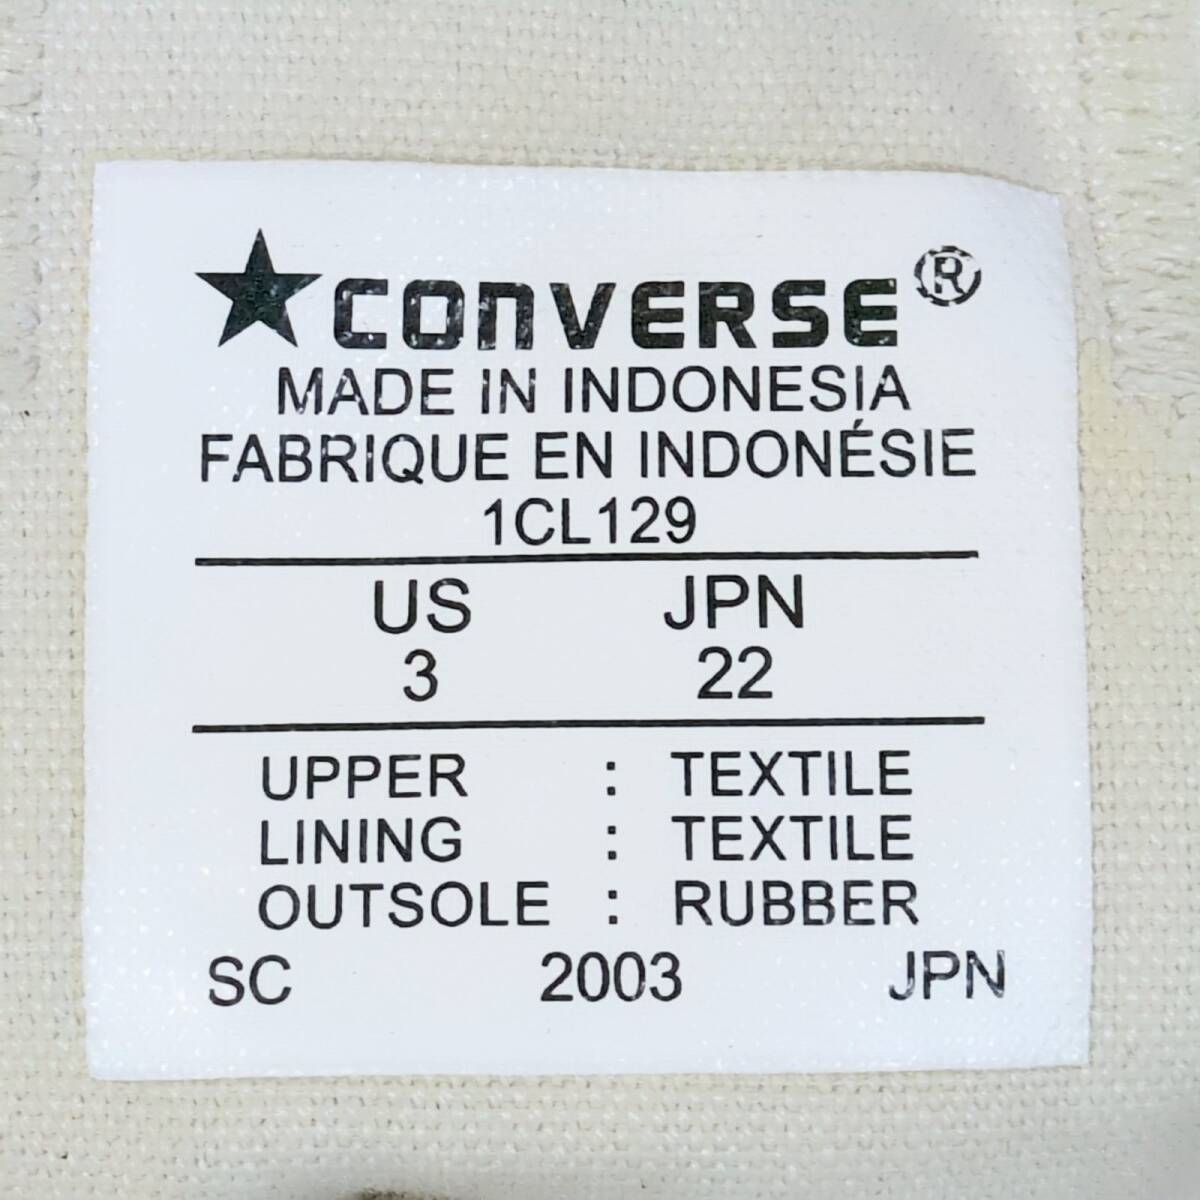 ★CONVERSE®
MADE IN INDONESIA
FABRIQUE EN INDONÉSIE
1CL129
US JPN
3 22
UPPER : TEXTILE
LINING : TEXTILE
OUTSOLE : RUBBER
SC 2003 JPN